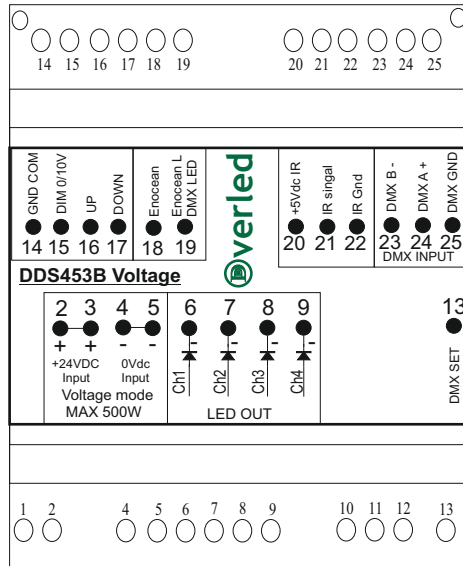 14 15 16 17 18 19 20 21 22 23 24 25
GND COM
DIM 0/10V
UP
DOWN
Enocean
Enocean L
DMX LED
Overled
+5Vdc IR
IR singal
IR Gnd
DMX B -
DMX A +
DMX GND
14 15 16 17 18 19 20 21 22 23 24 25
DMX INPUT
DDS453B Voltage
2 3 4 5 6 7 8 9 13
+ + - - - - - -
+24VDC
Input
0Vdc
Input
Voltage mode
MAX 500W
Ch1
Ch2
Ch3
Ch4
LED OUT
DMX SET
1 2 4 5 6 7 8 9 10 11 12 13